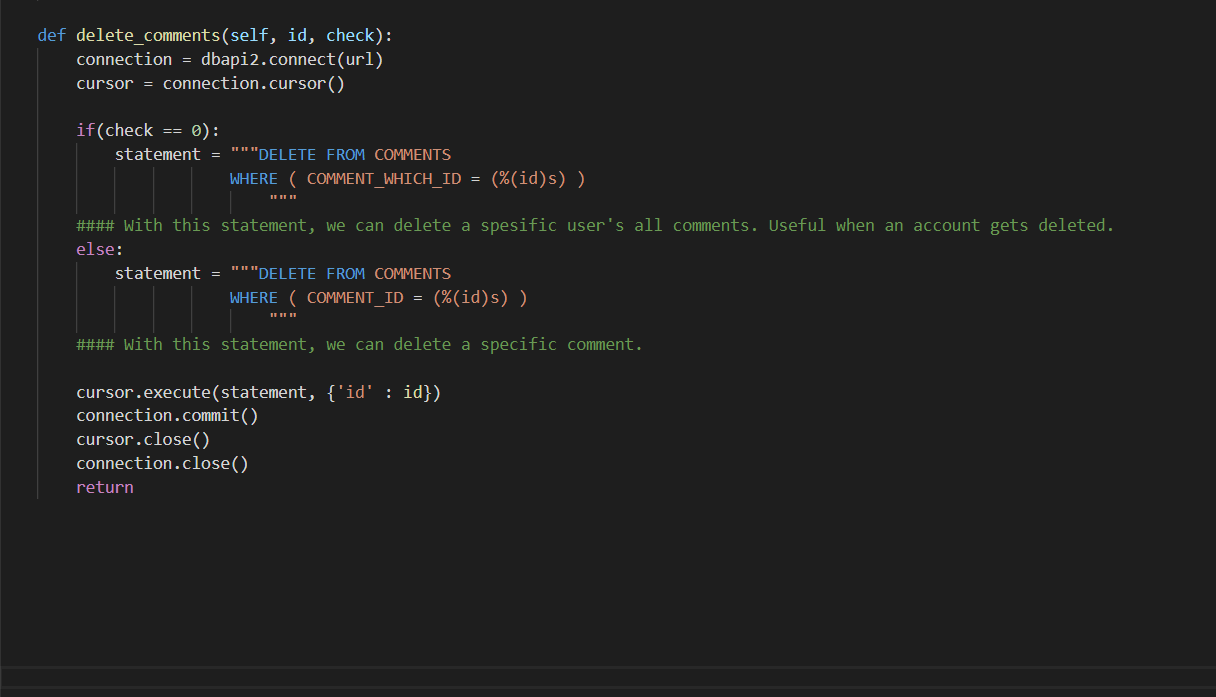 def delete_comments(self, id, check):
    connection = dbapi2.connect(url)
    cursor = connection.cursor()
    if(check == 0):
        statement = """DELETE FROM COMMENTS
                    WHERE ( COMMENT_WHICH_ID = (%(id)s) )
                        """
    #### With this statement, we can delete a spesific user's all comments. Useful when an account gets deleted.
    else:
        statement = """DELETE FROM COMMENTS
                    WHERE ( COMMENT_ID = (%(id)s) )
                        """
    #### With this statement, we can delete a specific comment.
    cursor.execute(statement, {'id' : id})
    connection.commit()
    cursor.close()
    connection.close()
    return